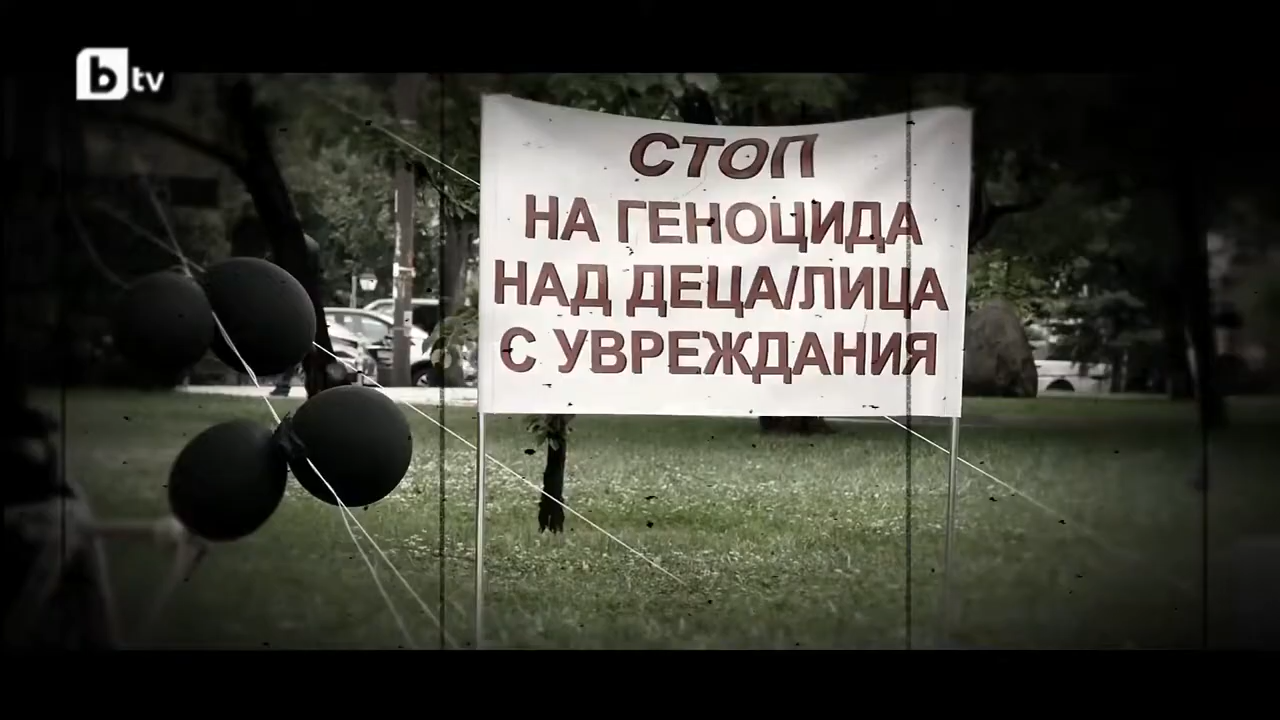 btv
СТОП
НА ГЕНОЦИДА
НАД ДЕЦА/ЛИЦА
С УВРЕЖДАНИЯ